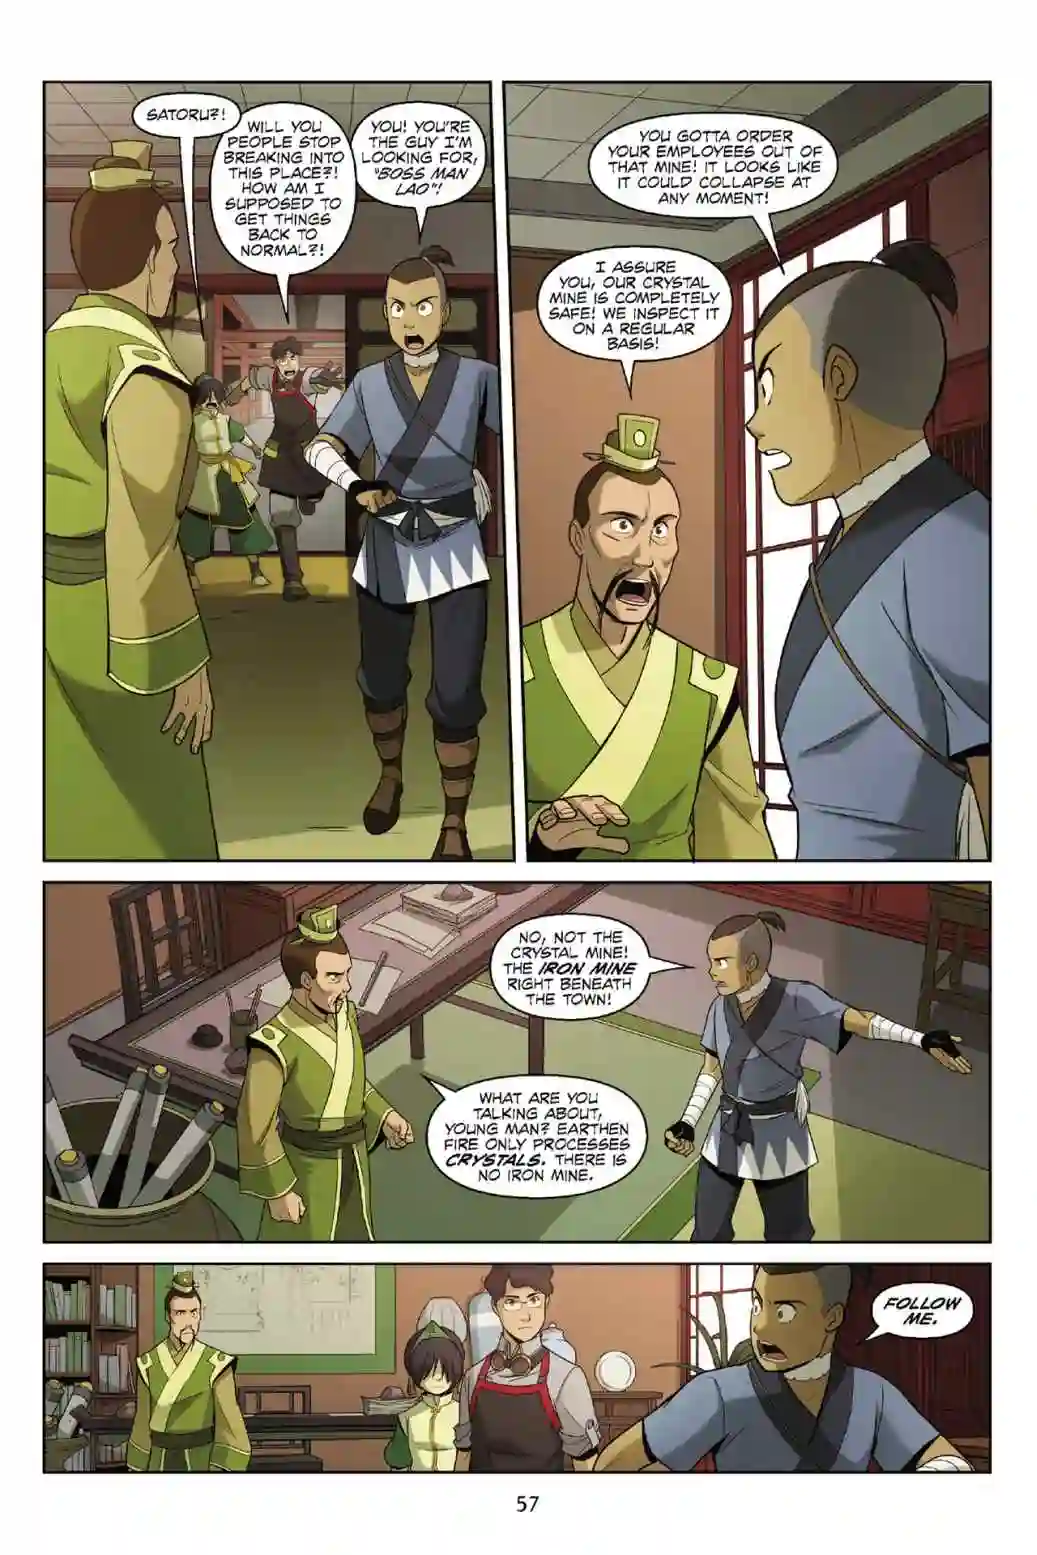 SATORU?!
WILL YOU
PEOPLE STOP
BREAKING INTO
THIS PLACE?!
HOW AM I
SUPPOSED TO
GET THINGS
BACK TO
NORMAL?!
YOU! YOU'RE
THE GUY I'M
LOOKING FOR,
"BOSS MAN
LAO"!
YOU GOTTA ORDER
YOUR EMPLOYEES OUT OF
THAT MINE! IT LOOKS LIKE
IT COULD COLLAPSE AT
ANY MOMENT!
I ASSURE
YOU, OUR CRYSTAL
MINE IS COMPLETELY
SAFE! WE INSPECT IT
ON A REGULAR
BASIS!
NO, NOT THE
CRYSTAL MINE!
THE IRON MINE
RIGHT BENEATH
THE TOWN!
WHAT ARE YOU
TALKING ABOUT,
YOUNG MAN? EARTHEN
FIRE ONLY PROCESSES
CRYSTALS. THERE IS
NO IRON MINE.
FOLLOW
ME.
57